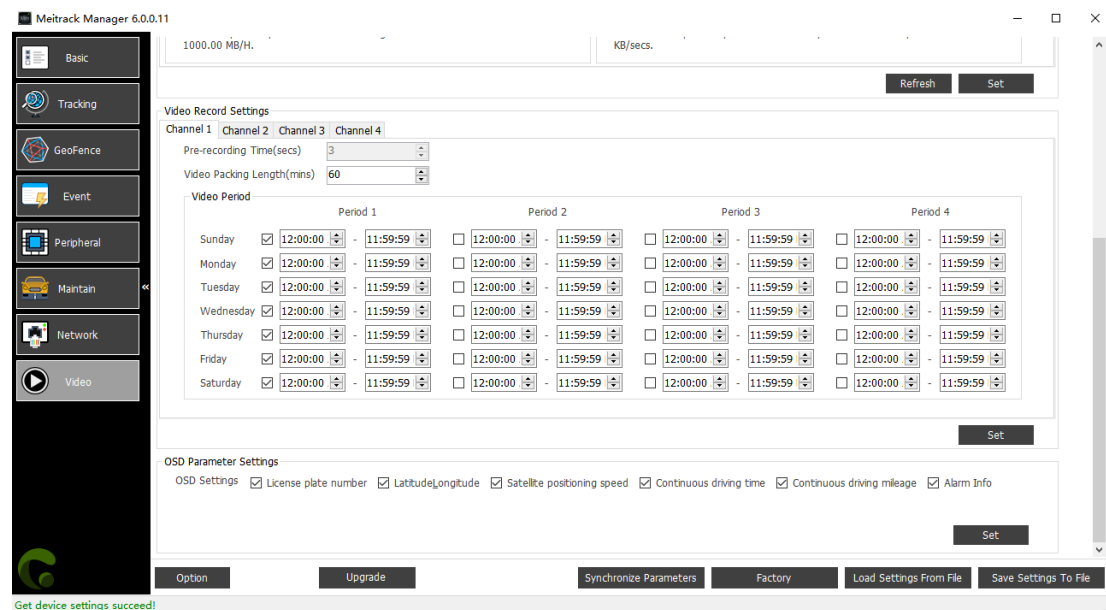 Meitrack Manager 6.0.0.11
Basic
Tracking
GeoFence
Event
Peripheral
Maintain
«
Network
Video
1000.00 MB/H.
KB/secs.
Refresh
Set
Video Record Settings
Channel 1 Channel 2 Channel 3 Channel 4
Pre-recording Time(secs) 3
Video Packing Length(mins) 60
Video Period
Period 1 Period 2 Period 3 Period 4
Sunday 12:00:00 - 11:59:59 12:00:00 - 11:59:59 12:00:00 - 11:59:59 12:00:00 - 11:59:59
Monday 12:00:00 - 11:59:59 12:00:00 - 11:59:59 12:00:00 - 11:59:59 12:00:00 - 11:59:59
Tuesday 12:00:00 - 11:59:59 12:00:00 - 11:59:59 12:00:00 - 11:59:59 12:00:00 - 11:59:59
Wednesday 12:00:00 - 11:59:59 12:00:00 - 11:59:59 12:00:00 - 11:59:59 12:00:00 - 11:59:59
Thursday 12:00:00 - 11:59:59 12:00:00 - 11:59:59 12:00:00 - 11:59:59 12:00:00 - 11:59:59
Friday 12:00:00 - 11:59:59 12:00:00 - 11:59:59 12:00:00 - 11:59:59 12:00:00 - 11:59:59
Saturday 12:00:00 - 11:59:59 12:00:00 - 11:59:59 12:00:00 - 11:59:59 12:00:00 - 11:59:59
Set
OSD Parameter Settings
OSD Settings License plate number LatitudeLongitude Satellite positioning speed Continuous driving time Continuous driving mileage Alarm Info
Set
Option Upgrade Synchronize Parameters Factory Load Settings From File Save Settings To File
Get device settings succeed!